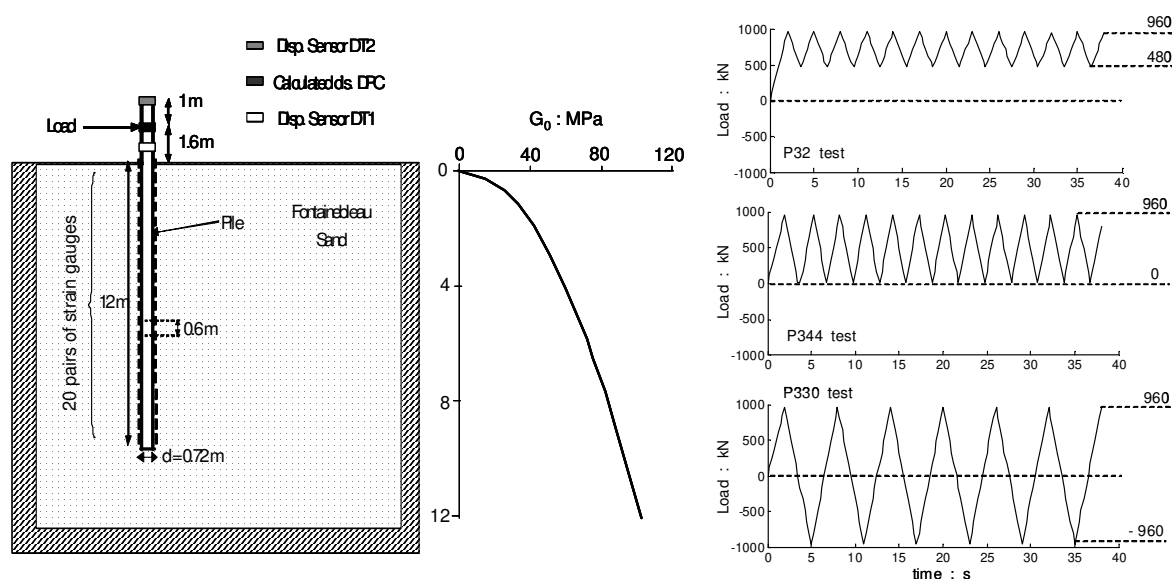 Disp. Sensor DT2
Calculated dis. DPC
Disp. Sensor DT1
1m
Load
1.6m
Pile
Fontainebleau
Sand
20 pairs of strain gauges
12m
0.6m
d=0.72m
G0 : MPa
0 40 80 120
0
4
8
12
Load : kN
1000
500
0
-500
-1000
P32 test
0 5 10 15 20 25 30 35 40
960
480
Load : kN
1000
500
0
-500
-1000
P344 test
0 5 10 15 20 25 30 35 40
960
0
P330 test
Load : kN
1000
500
0
-500
-1000
0 5 10 15 20 25 30 35 40
time : s
960
- 960